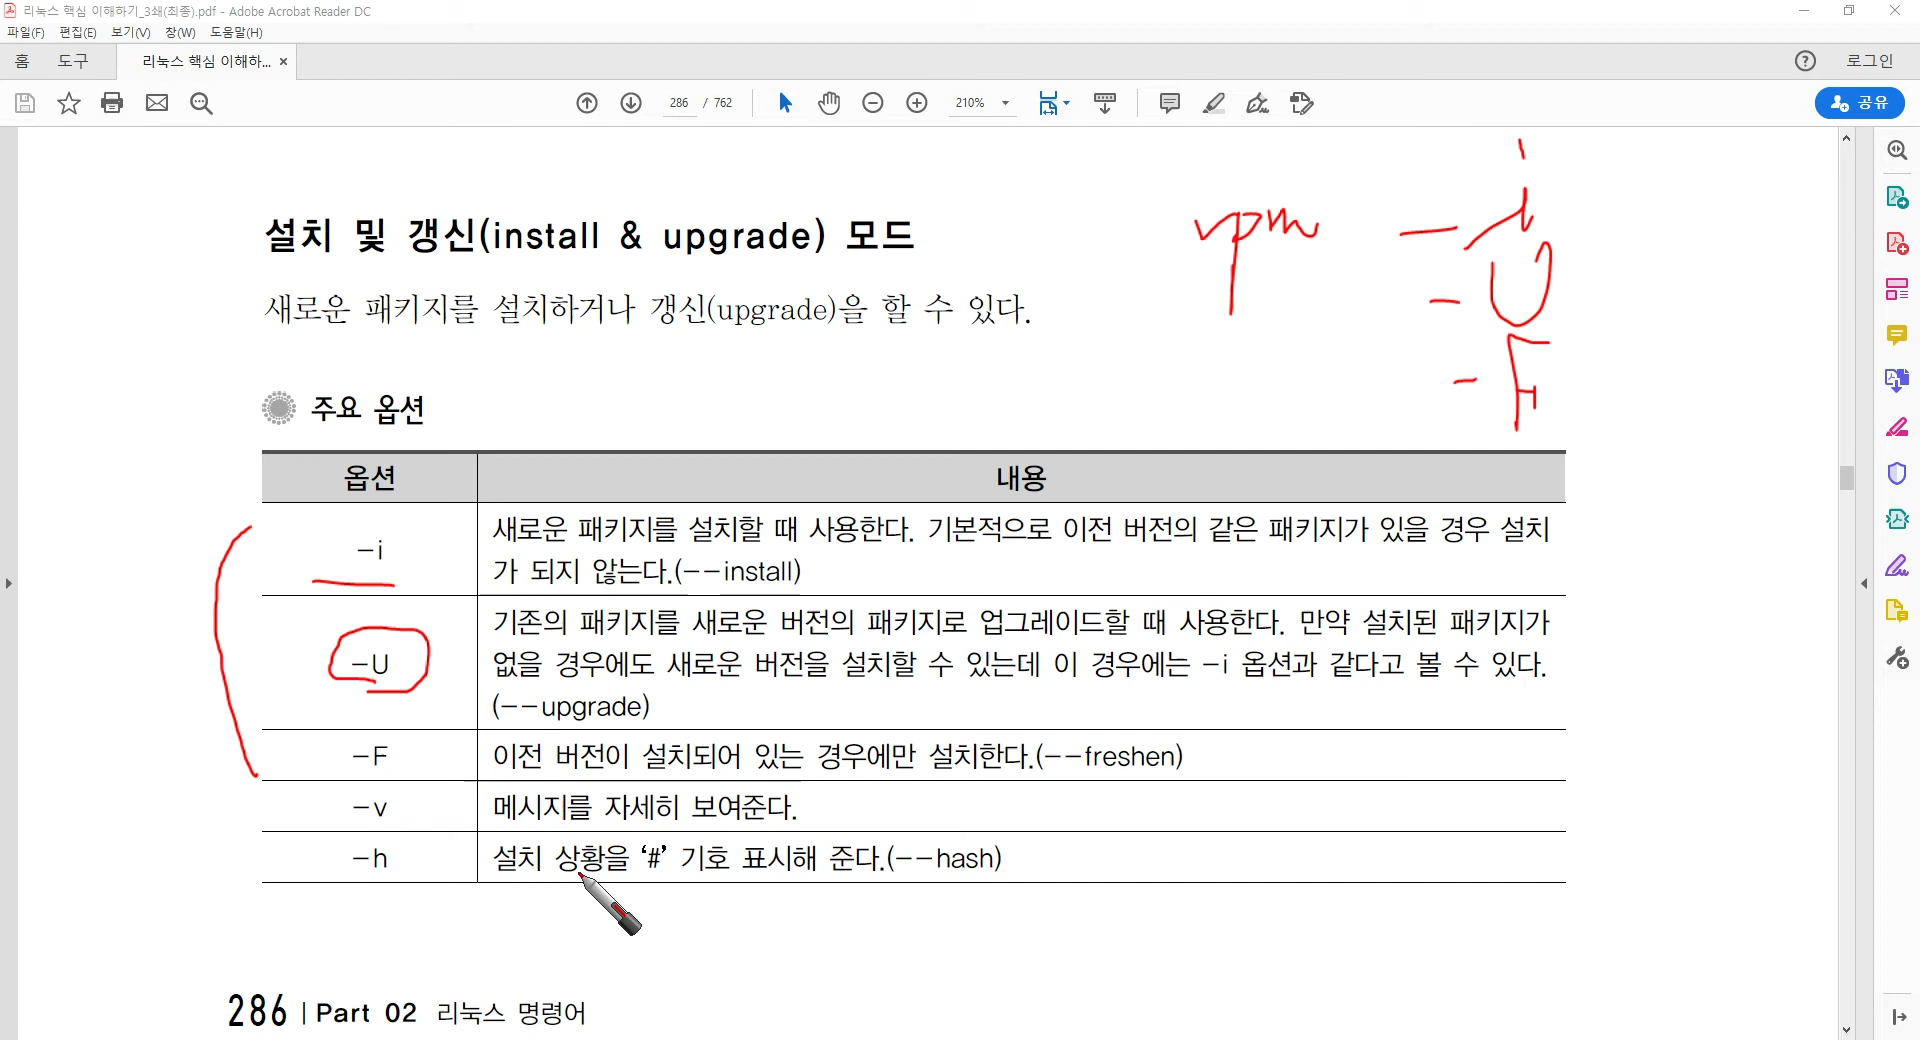 리눅스 핵심 이해하기_3쇄(최종).pdf - Adobe Acrobat Reader DC
파일(F) 편집(E) 보기(V) 창(W) 도움말(H)
홈 도구 리눅스 핵심 이해하... × 로그인
286 / 762 210% 공유
설치 및 갱신(install & upgrade) 모드
rpm -i
-U
-F
새로운 패키지를 설치하거나 갱신(upgrade)을 할 수 있다.
주요 옵션
옵션 내용
-i 새로운 패키지를 설치할 때 사용한다. 기본적으로 이전 버전의 같은 패키지가 있을 경우 설치
가 되지 않는다.(--install)
-U 기존의 패키지를 새로운 버전의 패키지로 업그레이드할 때 사용한다. 만약 설치된 패키지가
없을 경우에도 새로운 버전을 설치할 수 있는데 이 경우에는 -i 옵션과 같다고 볼 수 있다.
(--upgrade)
-F 이전 버전이 설치되어 있는 경우에만 설치한다.(--freshen)
-v 메시지를 자세히 보여준다.
-h 설치 상황을 ‘#’ 기호 표시해 준다.(--hash)
286 | Part 02 리눅스 명령어